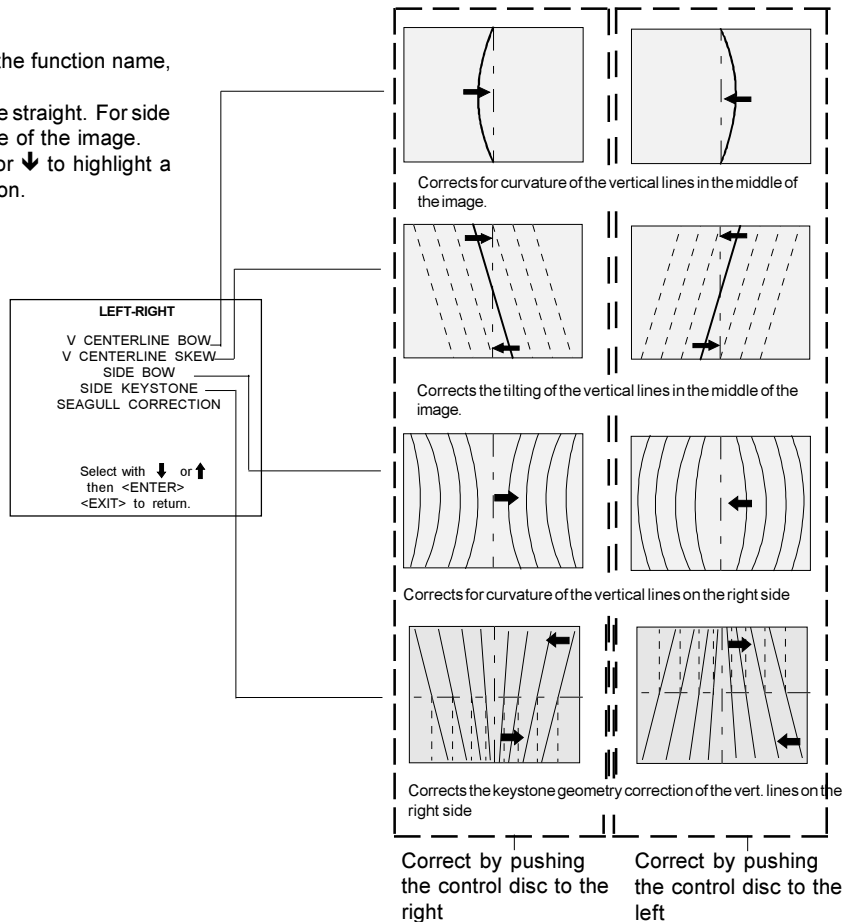 the function name,
e straight. For side
e of the image.
or ↓ to highlight a
on.
LEFT-RIGHT
V CENTERLINE BOW
V CENTERLINE SKEW
SIDE BOW
SIDE KEYSTONE
SEAGULL CORRECTION
Select with ↓ or ↑
then <ENTER>
<EXIT> to return.
Corrects for curvature of the vertical lines in the middle of
the image.
Corrects the tilting of the vertical lines in the middle of the
image.
Corrects for curvature of the vertical lines on the right side
Corrects the keystone geometry correction of the vert. lines on the
right side
Correct by pushing
the control disc to the
right
Correct by pushing
the control disc to the
left